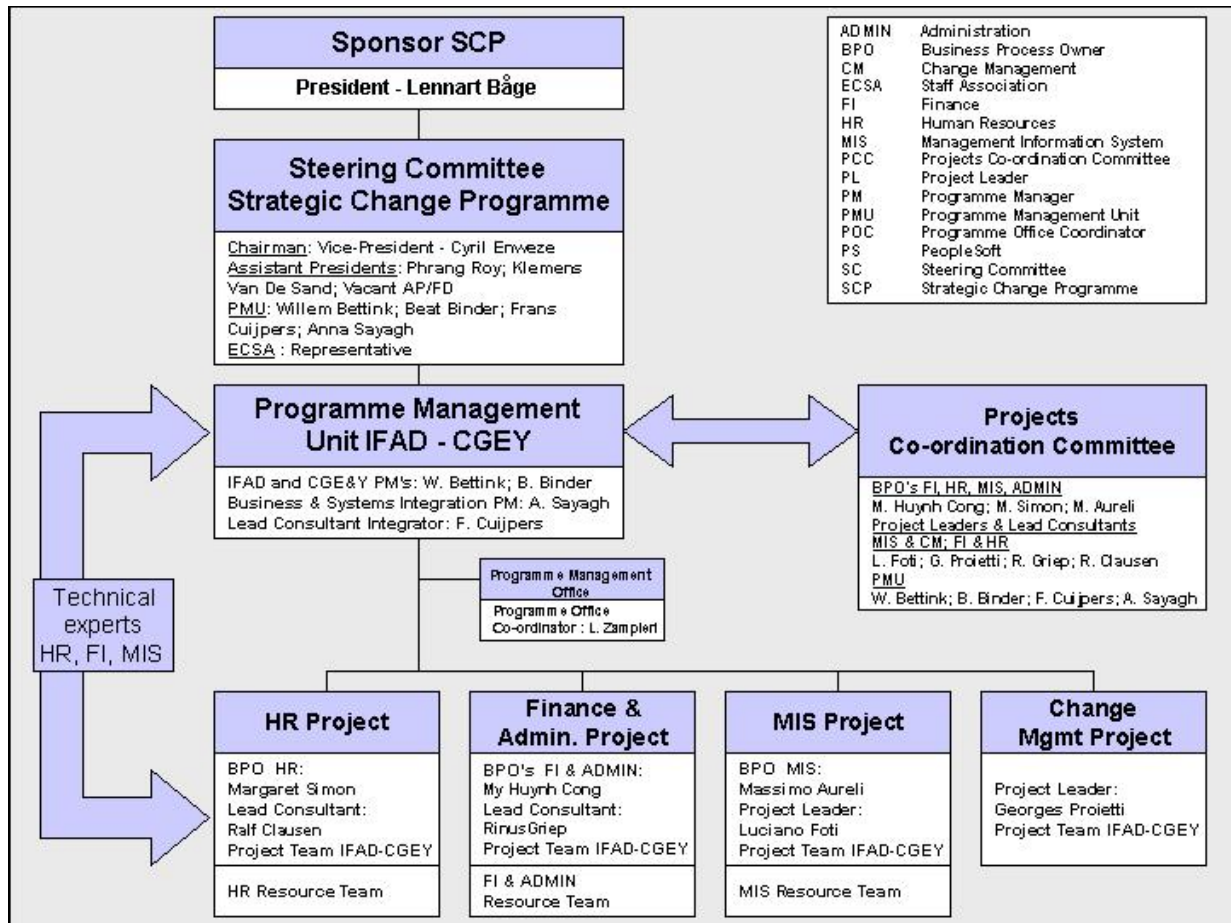 Sponsor SCP
President - Lennart Båge
ADMIN Administration
BPO Business Process Owner
CM Change Management
ECSA Staff Association
FI Finance
HR Human Resources
MIS Management Information System
PCC Projects Co-ordination Committee
PL Project Leader
PM Programme Manager
PMU Programme Management Unit
POC Programme Office Coordinator
PS PeopleSoft
SC Steering Committee
SCP Strategic Change Programme
Steering Committee
Strategic Change Programme
Chairman: Vice-President - Cyril Enweze
Assistant Presidents: Phrang Roy; Klemens
Van De Sand; Vacant AP/FD
PMU: Willem Bettink; Beat Binder; Frans
Cuijpers; Anna Sayagh
ECSA : Representative
Programme Management
Unit IFAD - CGEY
IFAD and CGE&Y PM's: W. Bettink; B. Binder
Business & Systems Integration PM: A. Sayagh
Lead Consultant Integrator: F. Cuijpers
Projects
Co-ordination Committee
BPO's FI, HR, MIS, ADMIN
M. Huynh Cong; M. Simon; M. Aureli
Project Leaders & Lead Consultants
MIS & CM; FI & HR
L. Foti; G. Proietti; R. Griep; R. Clausen
PMU
W. Bettink; B. Binder; F. Cuijpers; A. Sayagh
Programme Management
Office
Programme Office
Co-ordinator : L. Zampieri
Technical
experts
HR, FI, MIS
HR Project
BPO HR:
Margaret Simon
Lead Consultant:
Ralf Clausen
Project Team IFAD-CGEY
HR Resource Team
Finance &
Admin. Project
BPO's FI & ADMIN:
My Huynh Cong
Lead Consultant:
RinusGriep
Project Team IFAD-CGEY
FI & ADMIN
Resource Team
MIS Project
BPO MIS:
Massimo Aureli
Project Leader:
Luciano Foti
Project Team IFAD-CGEY
MIS Resource Team
Change
Mgmt Project
Project Leader:
Georges Proietti
Project Team IFAD-CGEY